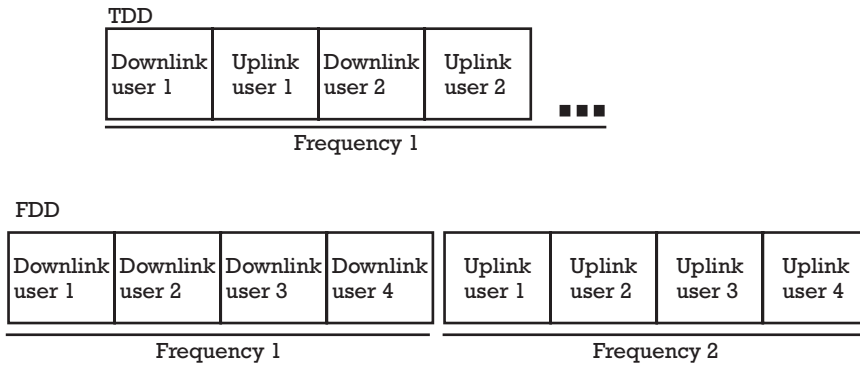 TDD
Downlink user 1
Uplink user 1
Downlink user 2
Uplink user 2
...
Frequency 1
FDD
Downlink user 1
Downlink user 2
Downlink user 3
Downlink user 4
Uplink user 1
Uplink user 2
Uplink user 3
Uplink user 4
Frequency 1
Frequency 2